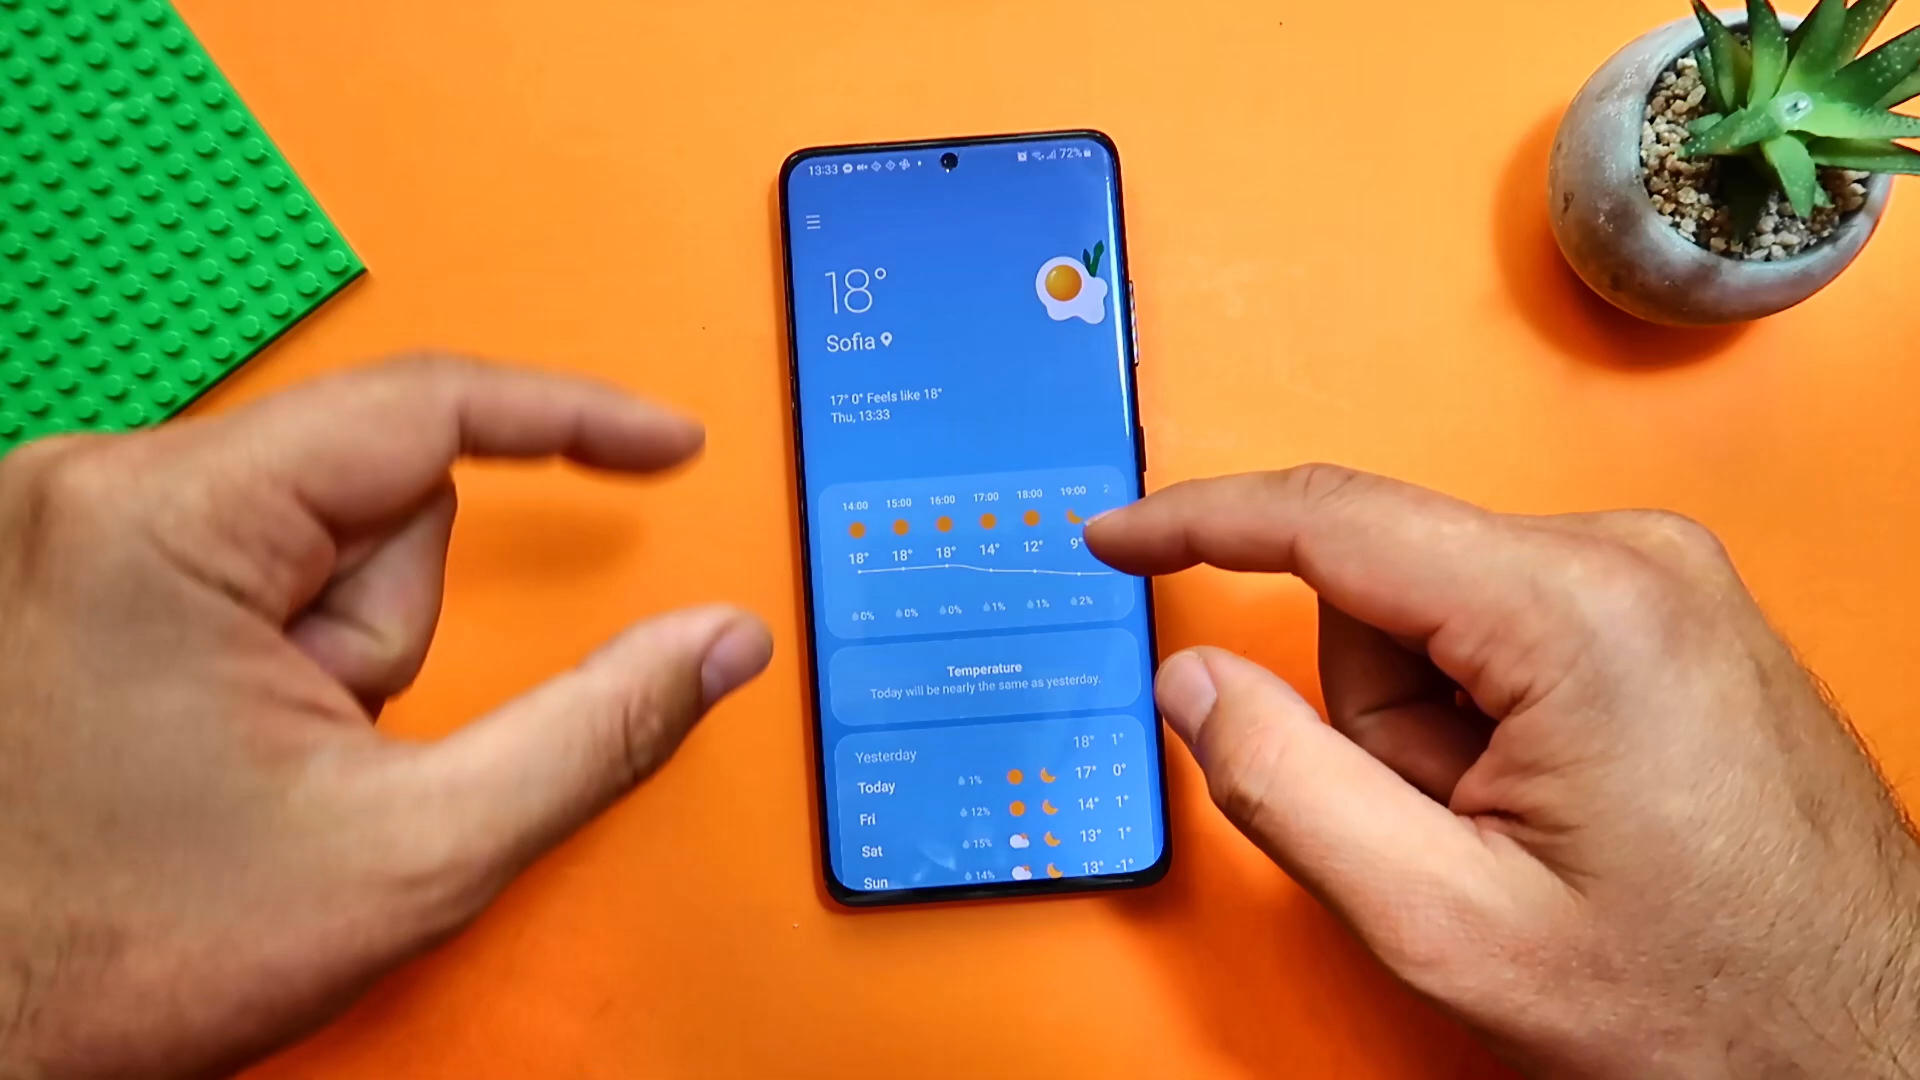 13:33 72%
18°
Sofia
17° 0° Feels like 18°
Thu, 13:33
14:00 15:00 16:00 17:00 18:00 19:00 2
18° 18° 18° 14° 12° 9°
0% 0% 0% 1% 1% 2%
Temperature
Today will be nearly the same as yesterday.
Yesterday 18° 1°
Today 1% 17° 0°
Fri 12% 14° 1°
Sat 15% 13° 1°
Sun 14% 13° -1°